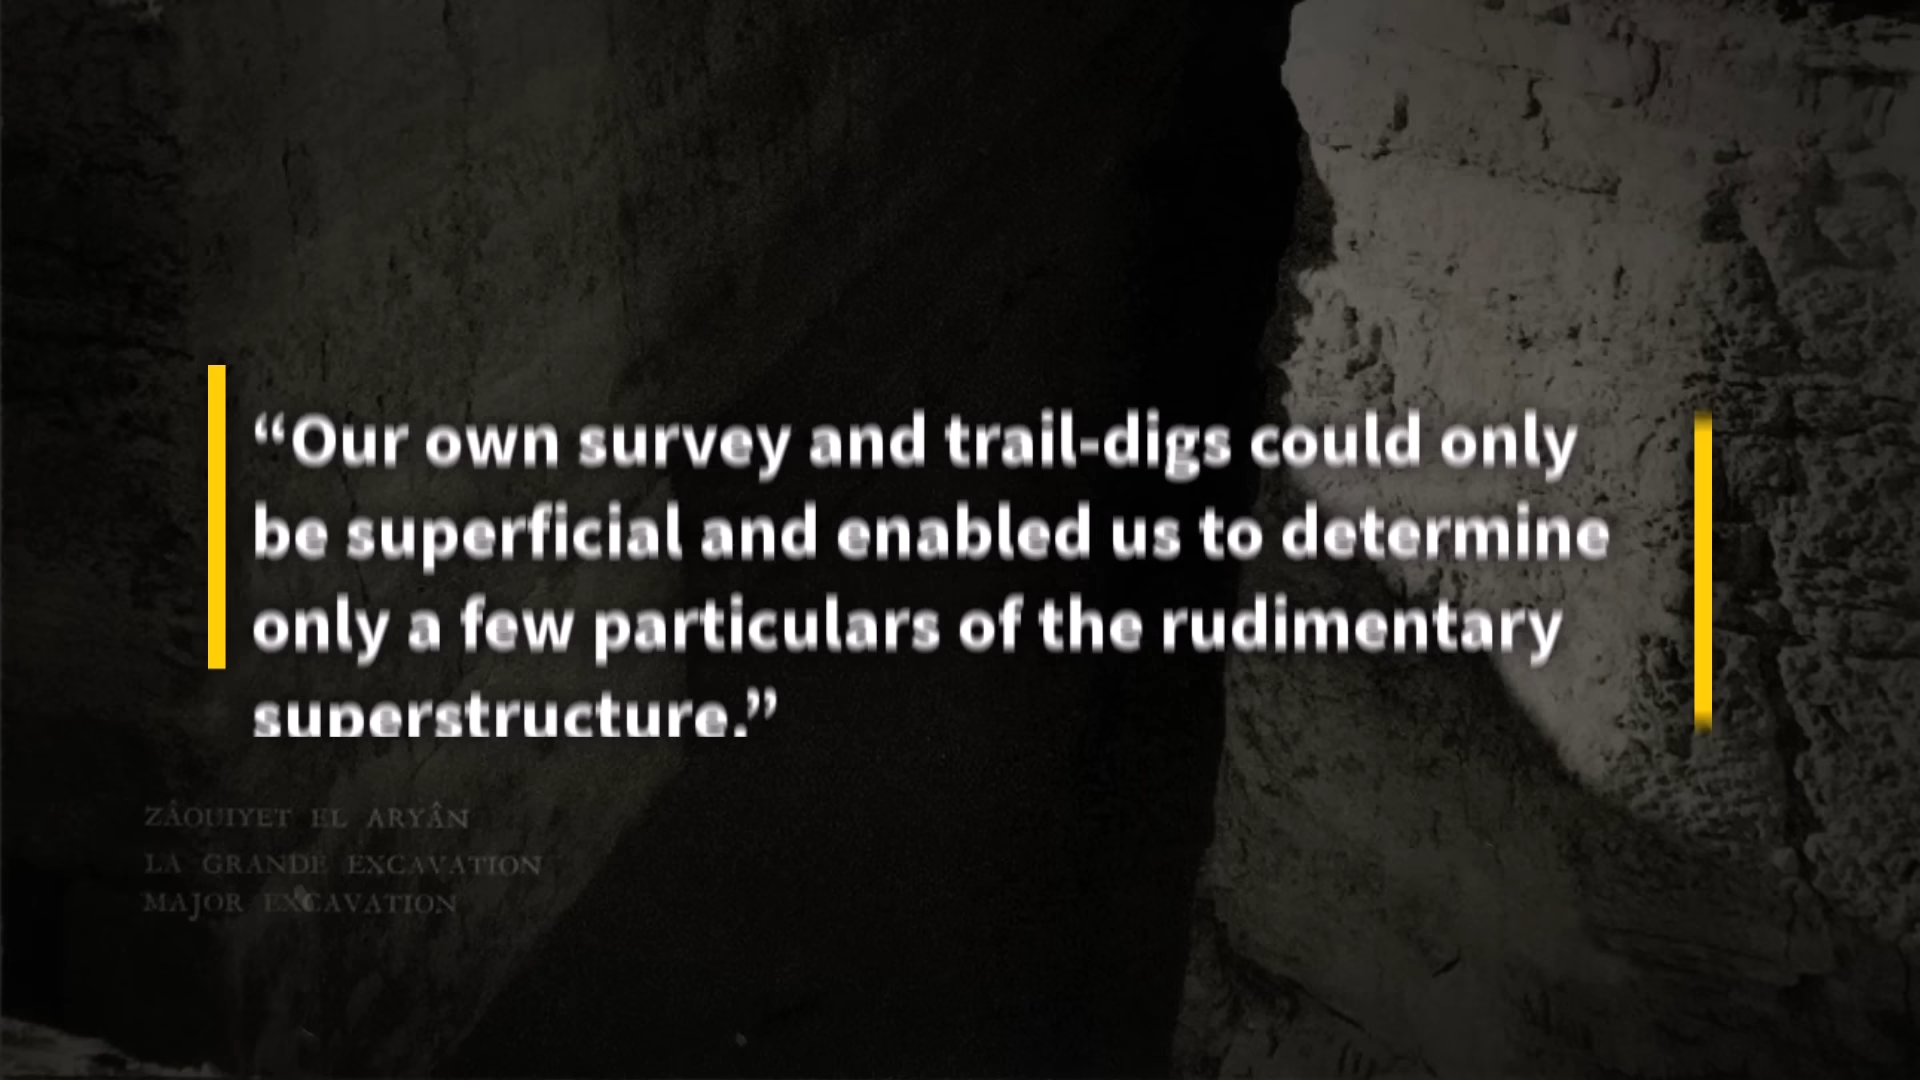 “Our own survey and trail-digs could only
be superficial and enabled us to determine
only a few particulars of the rudimentary
superstructure.”
ZÂOUIYET EL ARYÂN
LA GRANDE EXCAVATION
MAJOR EXCAVATION